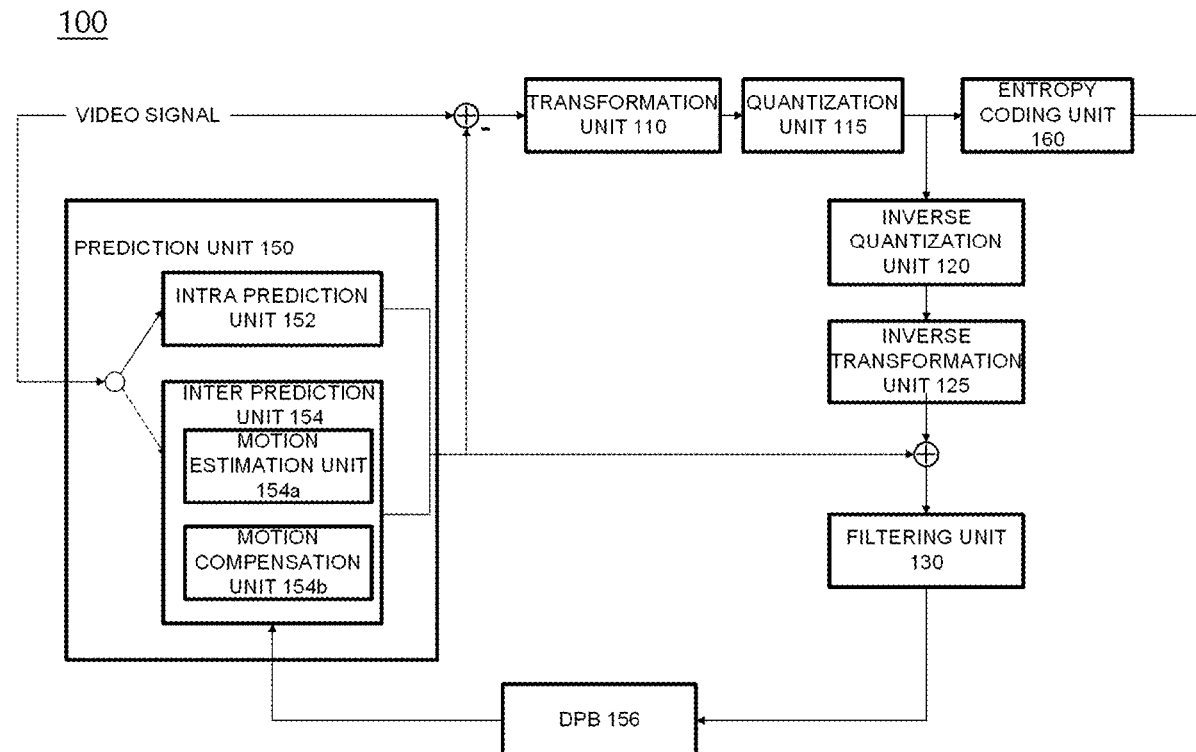 100
VIDEO SIGNAL
-
TRANSFORMATION
UNIT 110
QUANTIZATION
UNIT 115
ENTROPY
CODING UNIT
160
INVERSE
QUANTIZATION
UNIT 120
INVERSE
TRANSFORMATION
UNIT 125
PREDICTION UNIT 150
INTRA PREDICTION
UNIT 152
INTER PREDICTION
UNIT 154
MOTION
ESTIMATION UNIT
154a
MOTION
COMPENSATION
UNIT 154b
FILTERING UNIT
130
DPB 156